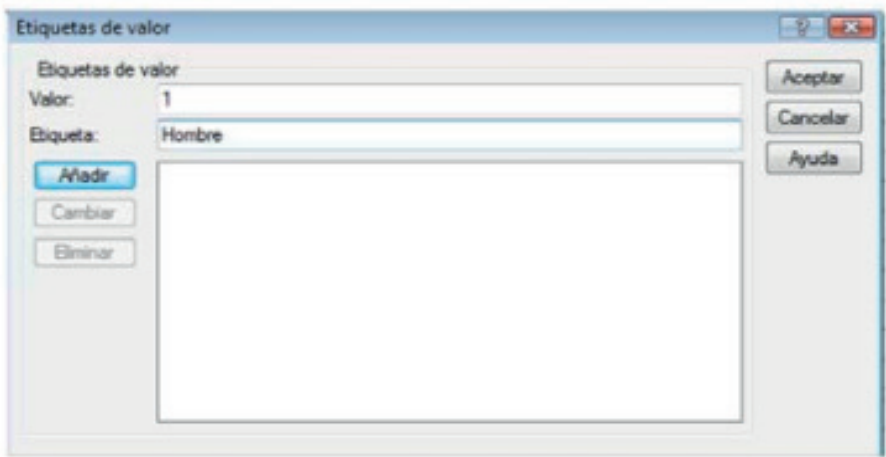 Etiquetas de valor
Etiquetas de valor
Valor: 1
Etiqueta: Hombre
Añadir
Cambiar
Eliminar
Aceptar
Cancelar
Ayuda